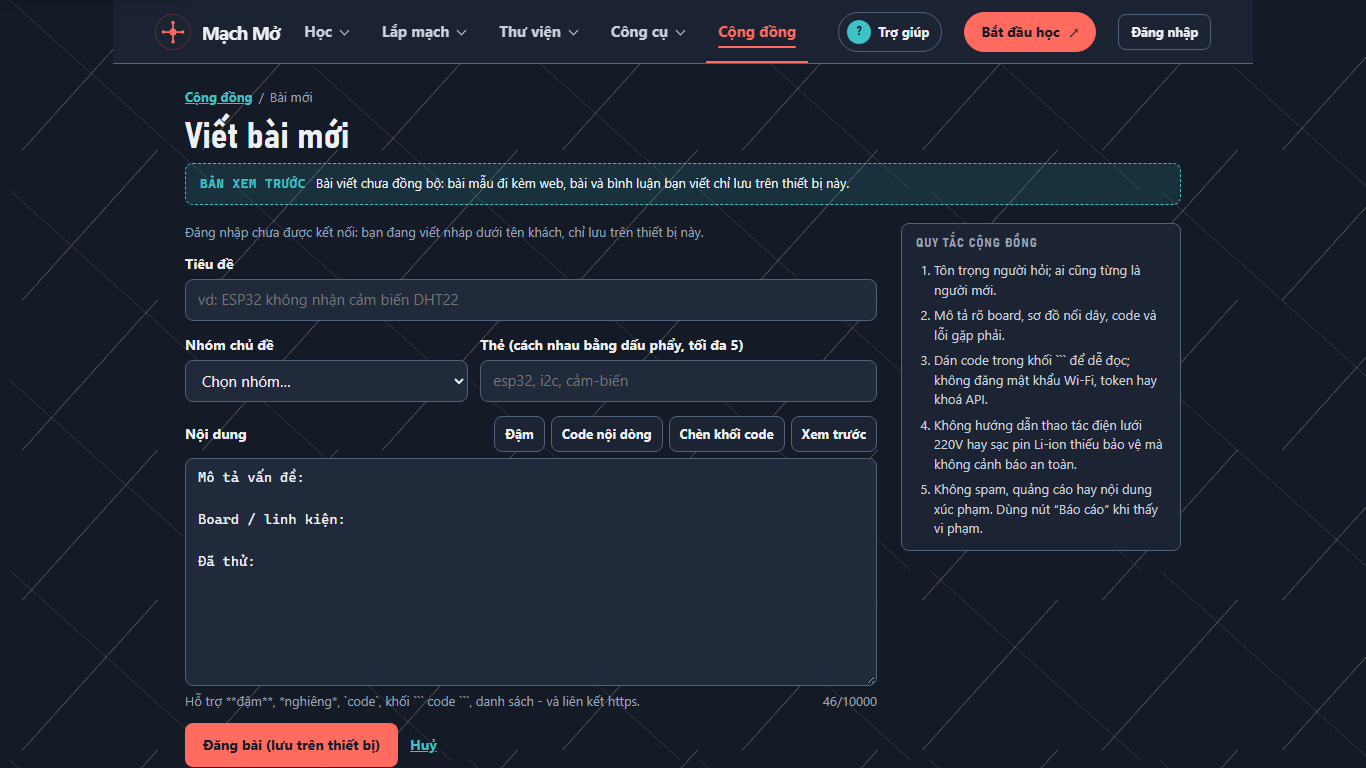 Mạch Mở
Học
Lắp mạch
Thư viện
Công cụ
Cộng đồng
? Trợ giúp
Bắt đầu học ↗
Đăng nhập
Cộng đồng / Bài mới
Viết bài mới
BẢN XEM TRƯỚC Bài viết chưa đồng bộ: bài mẫu đi kèm web, bài và bình luận bạn viết chỉ lưu trên thiết bị này.
Đăng nhập chưa được kết nối: bạn đang viết nháp dưới tên khách, chỉ lưu trên thiết bị này.
Tiêu đề
vd: ESP32 không nhận cảm biến DHT22
Nhóm chủ đề
Chọn nhóm...
Thẻ (cách nhau bằng dấu phẩy, tối đa 5)
esp32, i2c, cảm-biến
Nội dung
Đậm
Code nội dòng
Chèn khối code
Xem trước
Mô tả vấn đề:
Board / linh kiện:
Đã thử:
Hỗ trợ **đậm**, *nghiêng*, `code`, khối ``` code ```, danh sách - và liên kết https.
46/10000
Đăng bài (lưu trên thiết bị)
Huỷ
QUY TẮC CỘNG ĐỒNG
1. Tôn trọng người hỏi; ai cũng từng là
người mới.
2. Mô tả rõ board, sơ đồ nối dây, code và
lỗi gặp phải.
3. Dán code trong khối ``` để dễ đọc;
không đăng mật khẩu Wi-Fi, token hay
khoá API.
4. Không hướng dẫn thao tác điện lưới
220V hay sạc pin Li-ion thiếu bảo vệ mà
không cảnh báo an toàn.
5. Không spam, quảng cáo hay nội dung
xúc phạm. Dùng nút “Báo cáo” khi thấy
vi phạm.